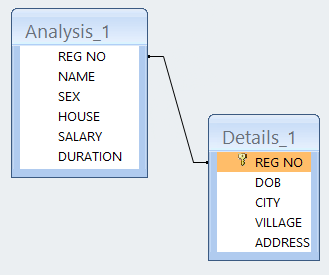 Analysis_1
REG NO
NAME
SEX
HOUSE
SALARY
DURATION
Details_1
REG NO
DOB
CITY
VILLAGE
ADDRESS